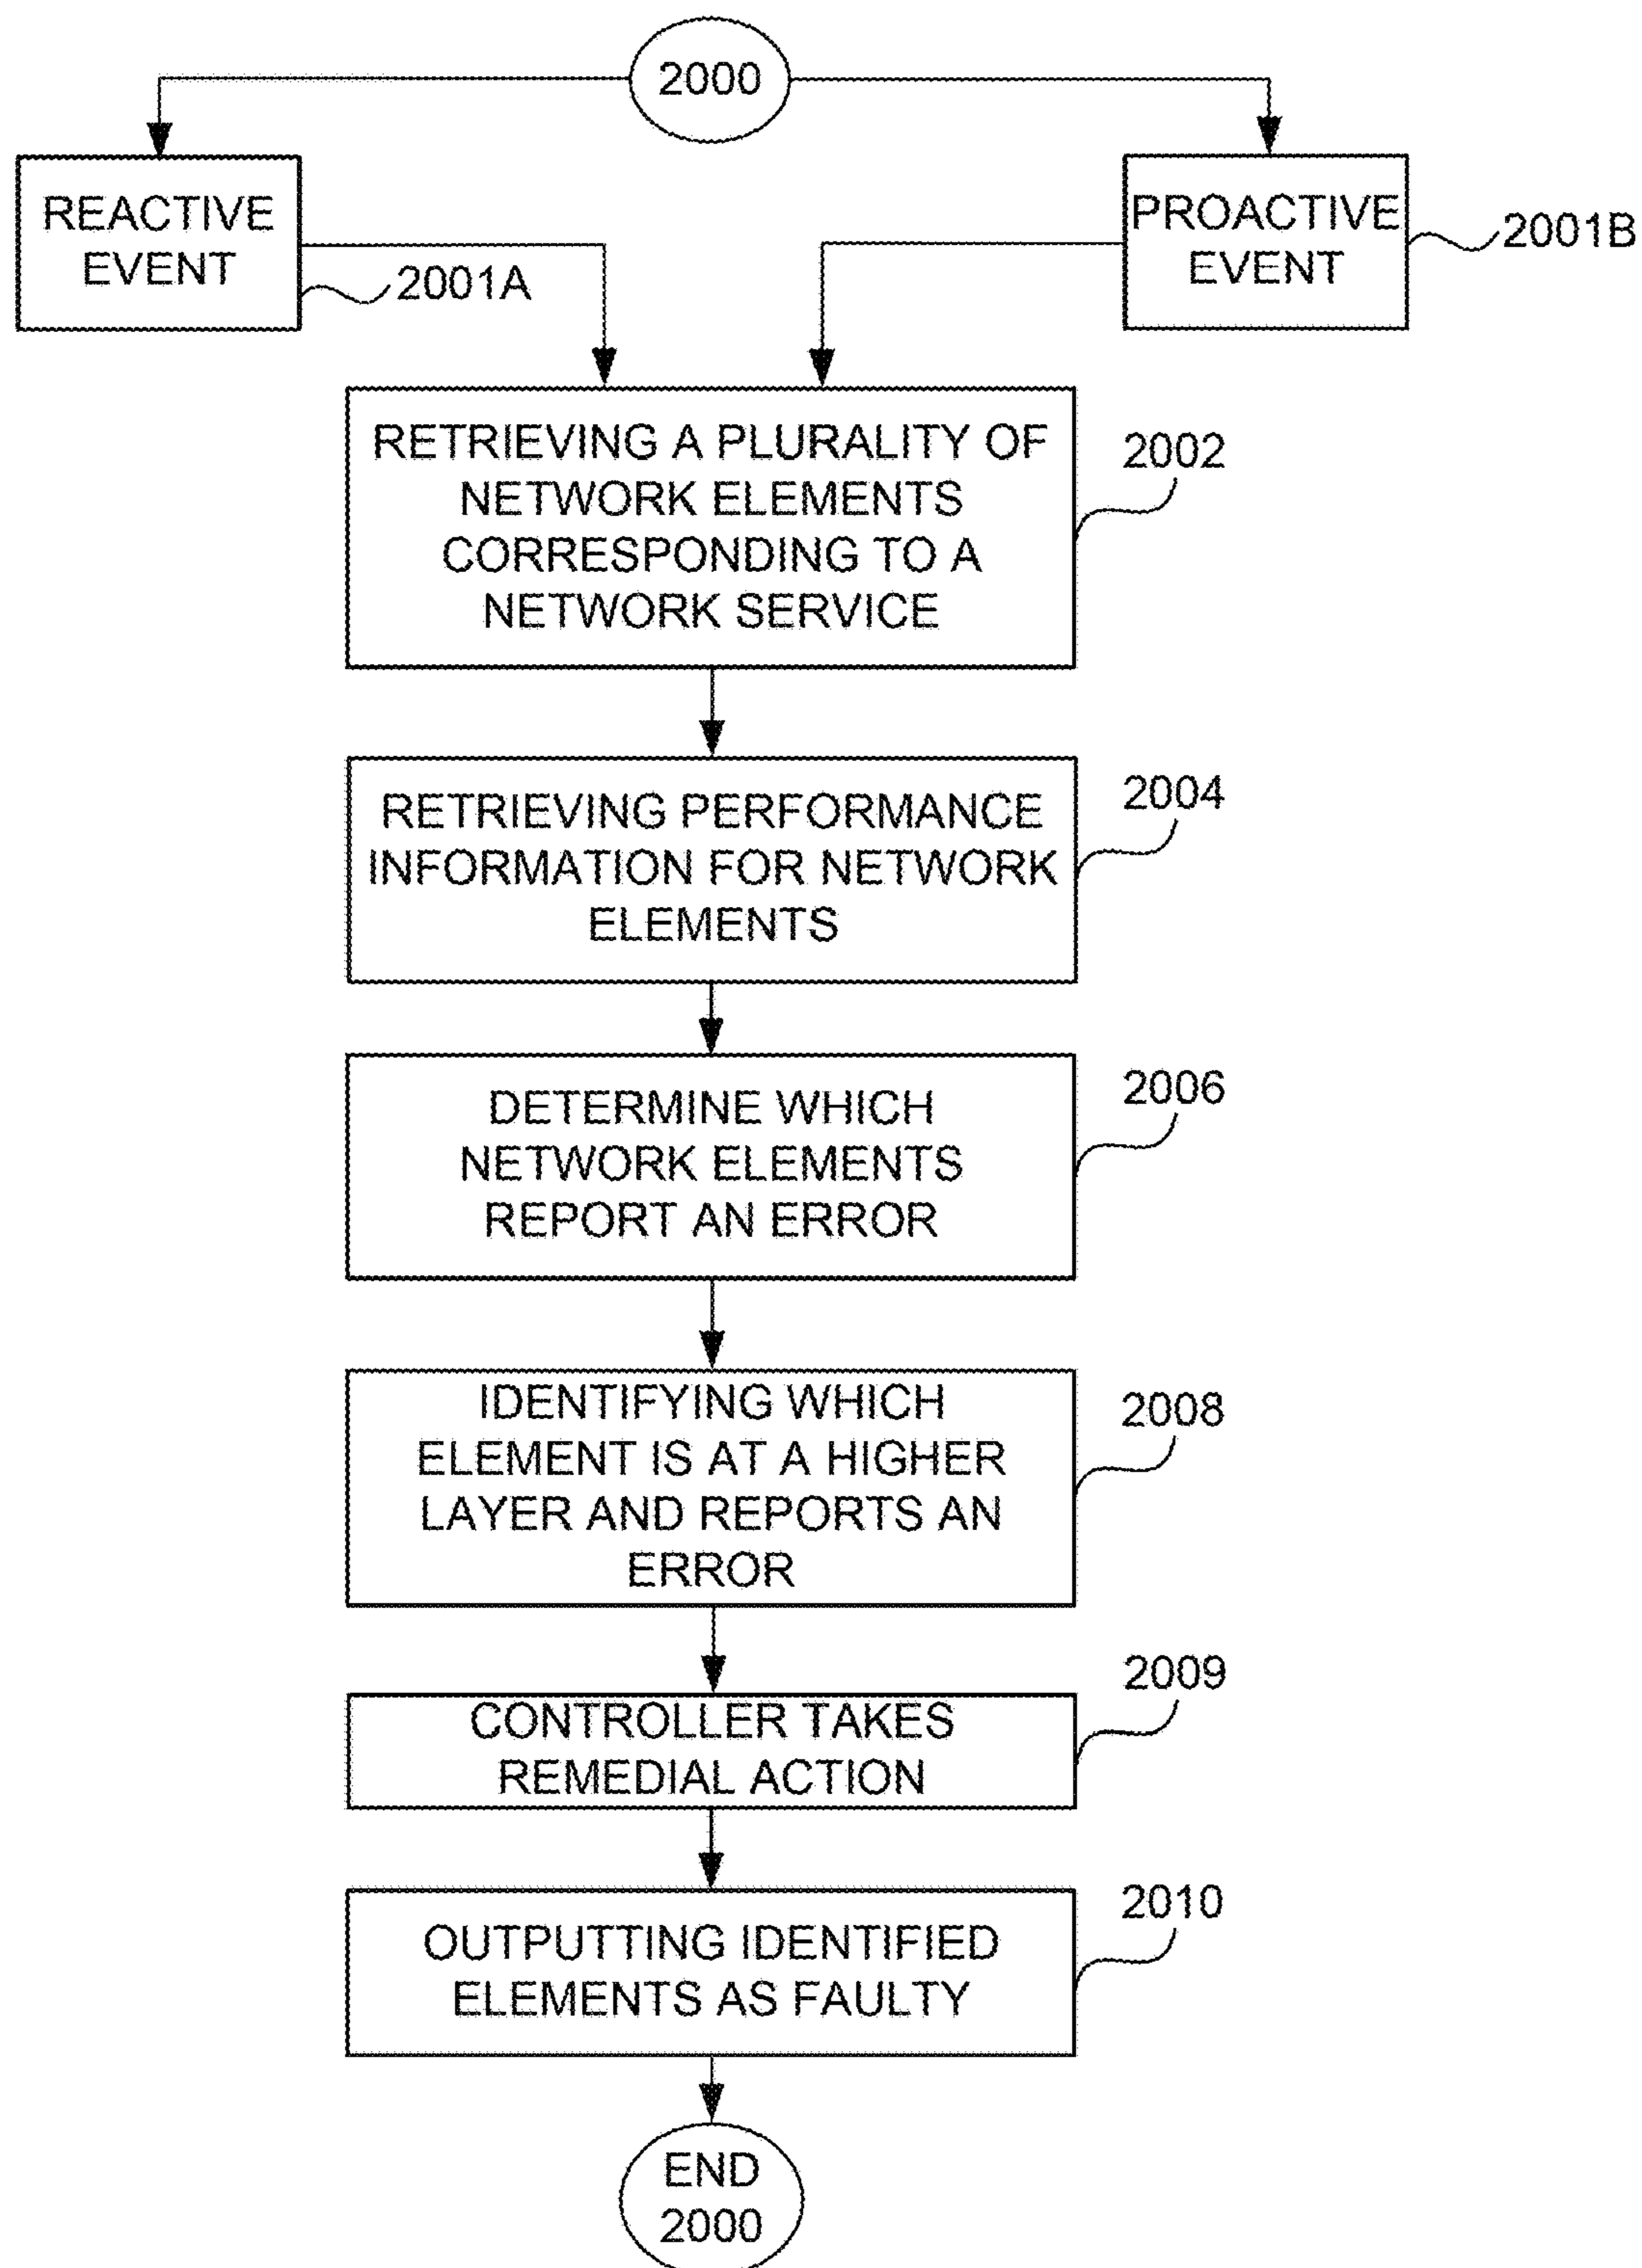 2000
REACTIVE
EVENT
2001A
PROACTIVE
EVENT
2001B
RETRIEVING A PLURALITY OF
NETWORK ELEMENTS
CORRESPONDING TO A
NETWORK SERVICE
2002
RETRIEVING PERFORMANCE
INFORMATION FOR NETWORK
ELEMENTS
2004
DETERMINE WHICH
NETWORK ELEMENTS
REPORT AN ERROR
2006
IDENTIFYING WHICH
ELEMENT IS AT A HIGHER
LAYER AND REPORTS AN
ERROR
2008
CONTROLLER TAKES
REMEDIAL ACTION
2009
OUTPUTTING IDENTIFIED
ELEMENTS AS FAULTY
2010
END
2000